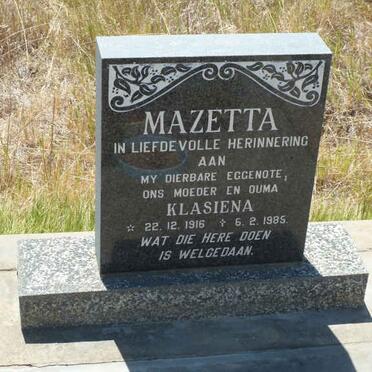 MAZETTA
IN LIEFDEVOLLE HERINNERING
AAN
MY DIERBARE EGGENOTE,
ONS MOEDER EN OUMA
KLASIENA
☆ 22.12.1916 ✝ 6.2.1985.
WAT DIE HERE DOEN
IS WELGEDAAN.